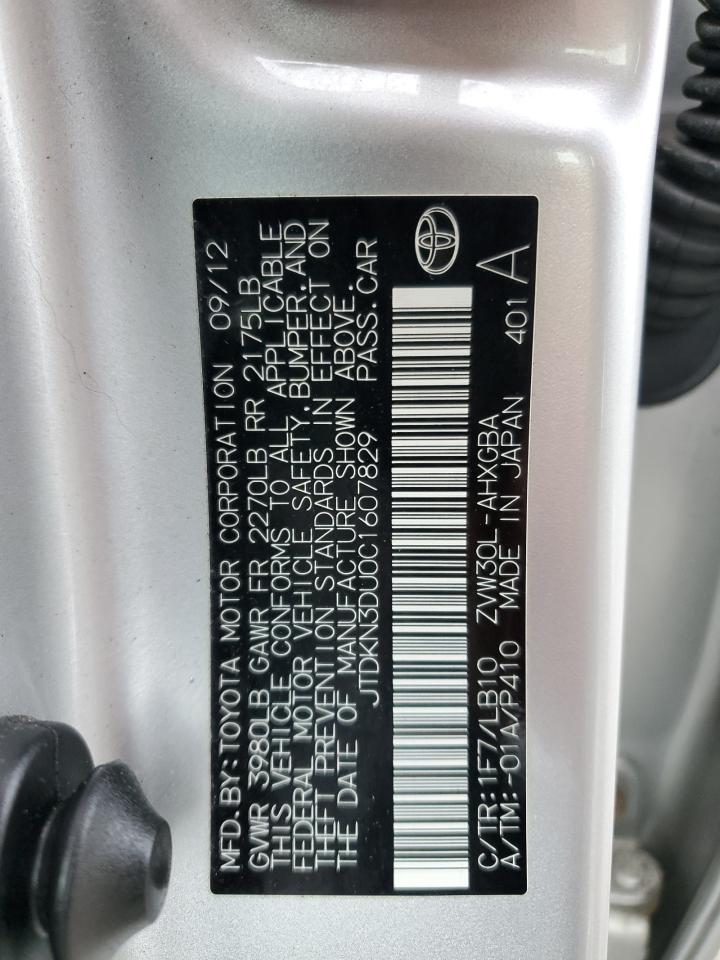 MFD. BY: TOYOTA MOTOR CORPORATION 09/12
GVWR 3980LB GAWR FR 2270LB RR 2175LB
THIS VEHICLE CONFORMS TO ALL APPLICABLE
FEDERAL MOTOR VEHICLE SAFETY, BUMPER, AND
THEFT PREVENTION STANDARDS IN EFFECT ON
THE DATE OF MANUFACTURE SHOWN ABOVE.
JTDKN3DU0C1607829 PASS. CAR
C/TR: 1F7/LB10 ZVW30L-AHXGBA
A/TM: -01A/P410 MADE IN JAPAN 401 A